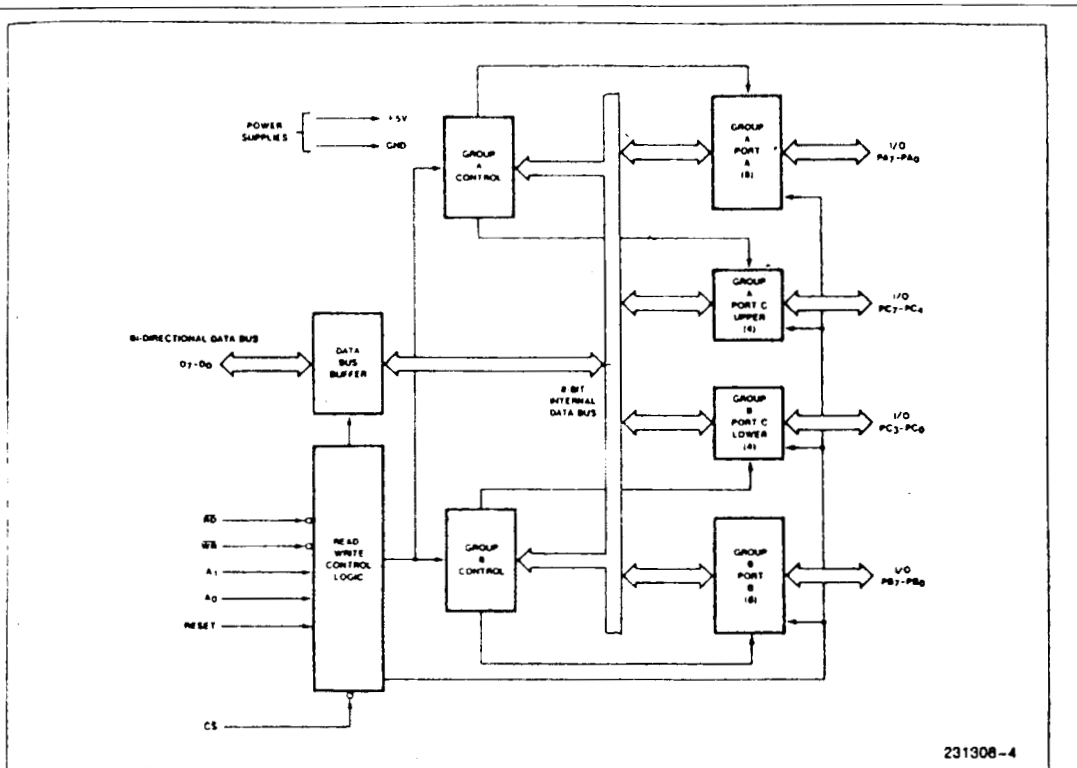 POWER
SUPPLIES
+5V
GND
GROUP
A
CONTROL
GROUP
A
PORT
A
(8)
I/O
PA7-PA0
GROUP
A
PORT C
UPPER
(4)
I/O
PC7-PC4
BI-DIRECTIONAL DATA BUS
D7-D0
DATA
BUS
BUFFER
8-BIT
INTERNAL
DATA BUS
GROUP
B
PORT C
LOWER
(4)
I/O
PC3-PC0
RD
WR
A1
A0
RESET
READ
WRITE
CONTROL
LOGIC
GROUP
B
CONTROL
GROUP
B
PORT
B
(8)
I/O
PB7-PB0
CS
231308-4